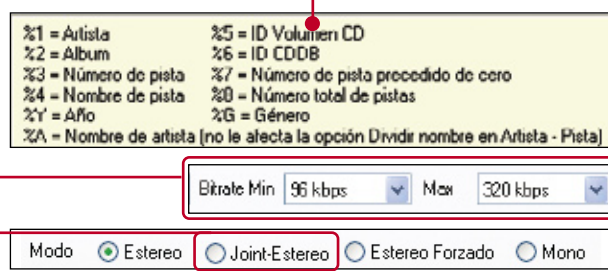 %1 = Artista %5 = ID Volumen CD
%2 = Album %6 = ID CDDB
%3 = Número de pista %7 = Número de pista precedido de cero
%4 = Nombre de pista %8 = Número total de pistas
%Y = Año %G = Género
%A = Nombre de artista (no le afecta la opción Dividir nombre en Artista - Pista)
Bitrate Min 96 kbps Max 320 kbps
Modo Estereo Joint-Estereo Estereo Forzado Mono